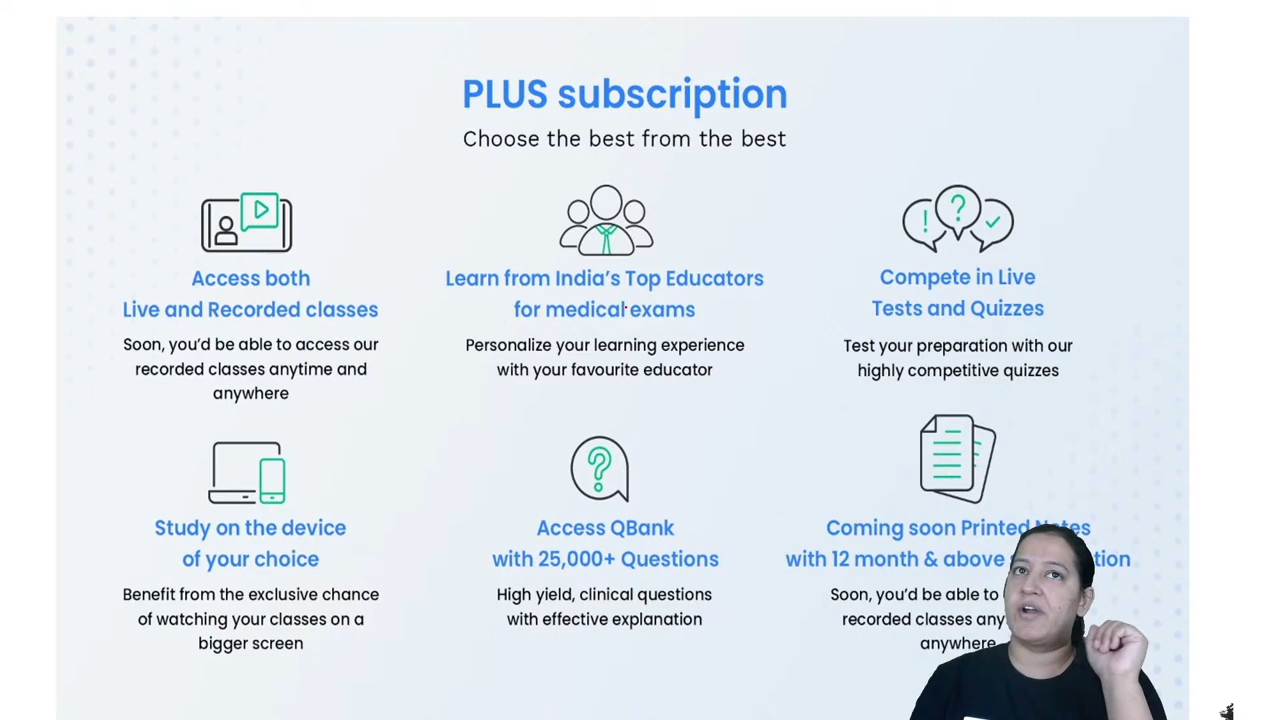 PLUS subscription
Choose the best from the best
Access both
Live and Recorded classes
Soon, you'd be able to access our
recorded classes anytime and
anywhere
Learn from India's Top Educators
for medical exams
Personalize your learning experience
with your favourite educator
Compete in Live
Tests and Quizzes
Test your preparation with our
highly competitive quizzes
Study on the device
of your choice
Benefit from the exclusive chance
of watching your classes on a
bigger screen
Access QBank
with 25,000+ Questions
High yield, clinical questions
with effective explanation
Coming soon Printed Notes
with 12 month & above
Soon, you'd be able to
recorded classes
anywhere